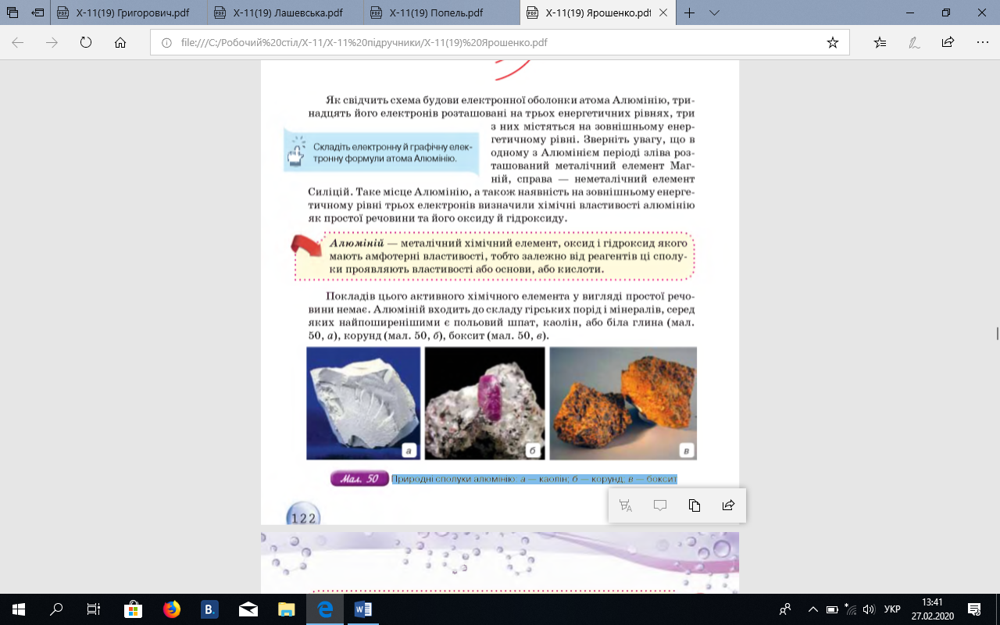 Х-11(19) Григорович.pdf
Х-11(19) Лашевська.pdf
Х-11(19) Попель.pdf
Х-11(19) Ярошенко.pdf
file:///C:/Робочий%20стіл/Х-11/Х-11%20підручники/Х-11(19)%20Ярошенко.pdf
Як свідчить схема будови електронної оболонки атома Алюмінію, три-
надцять його електронів розташовані на трьох енергетичних рівнях, три
з них містяться на зовнішньому енер-
гетичному рівні. Зверніть увагу, що в
одному з Алюмінієм періоді зліва роз-
ташований металічний елемент Маг-
ній, справа — неметалічний елемент
Складіть електронну й графічну елек-
тронну формули атома Алюмінію.
Силіцій. Таке місце Алюмінію, а також наявність на зовнішньому енерге-
тичному рівні трьох електронів визначили хімічні властивості алюмінію
як простої речовини та його оксиду й гідроксиду.
Алюміній — металічний хімічний елемент, оксид і гідроксид якого
мають амфотерні властивості, тобто залежно від реагентів ці сполу-
ки проявляють властивості або основи, або кислоти.
Покладів цього активного хімічного елемента у вигляді простої речо-
вини немає. Алюміній входить до складу гірських порід і мінералів, серед
яких найпоширенішими є польовий шпат, каолін, або біла глина (мал.
50, а), корунд (мал. 50, б), боксит (мал. 50, в).
а
б
в
Мал. 50 Природні сполуки алюмінію: а — каолін; б — корунд; в — боксит
122
B.
УКР
13:41
27.02.2020